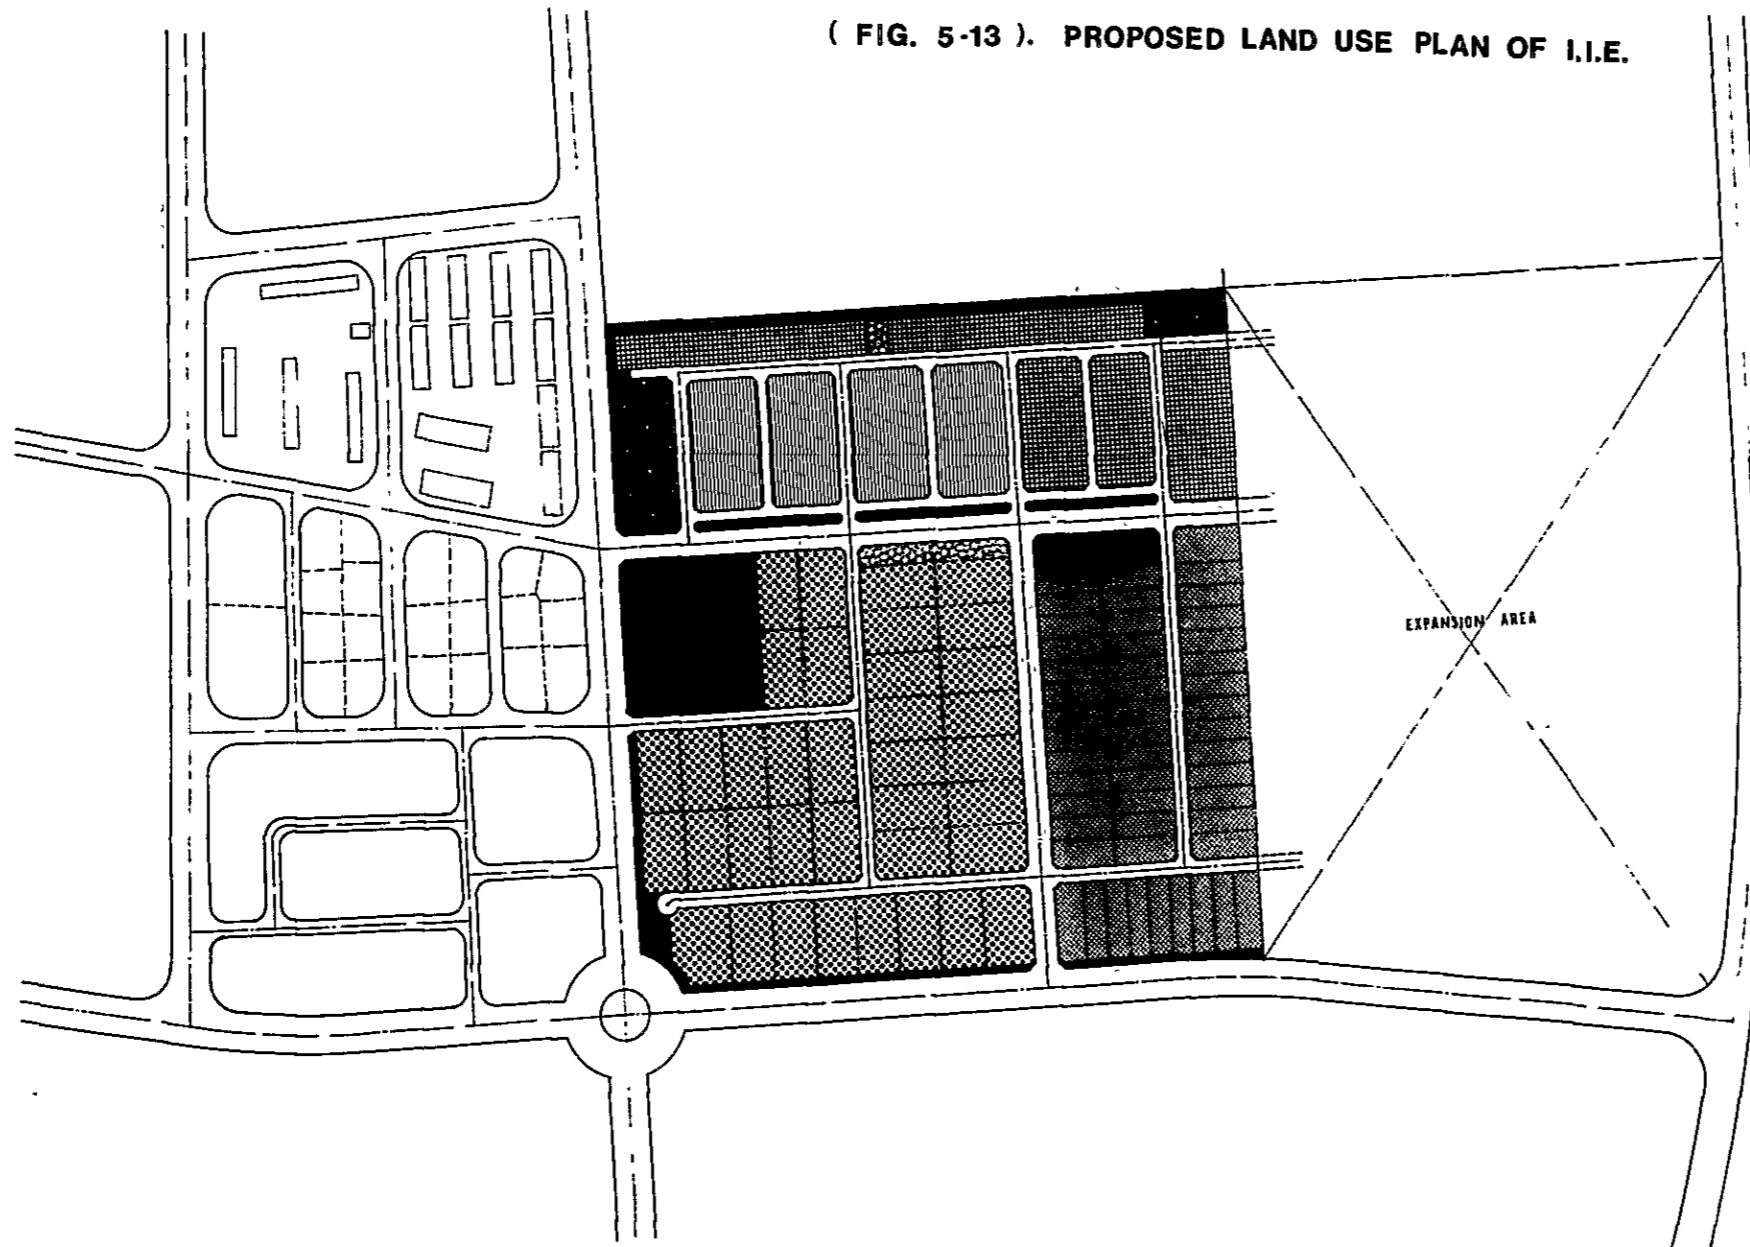 ( FIG. 5-13 ). PROPOSED LAND USE PLAN OF I.I.E.
EXPANSION AREA